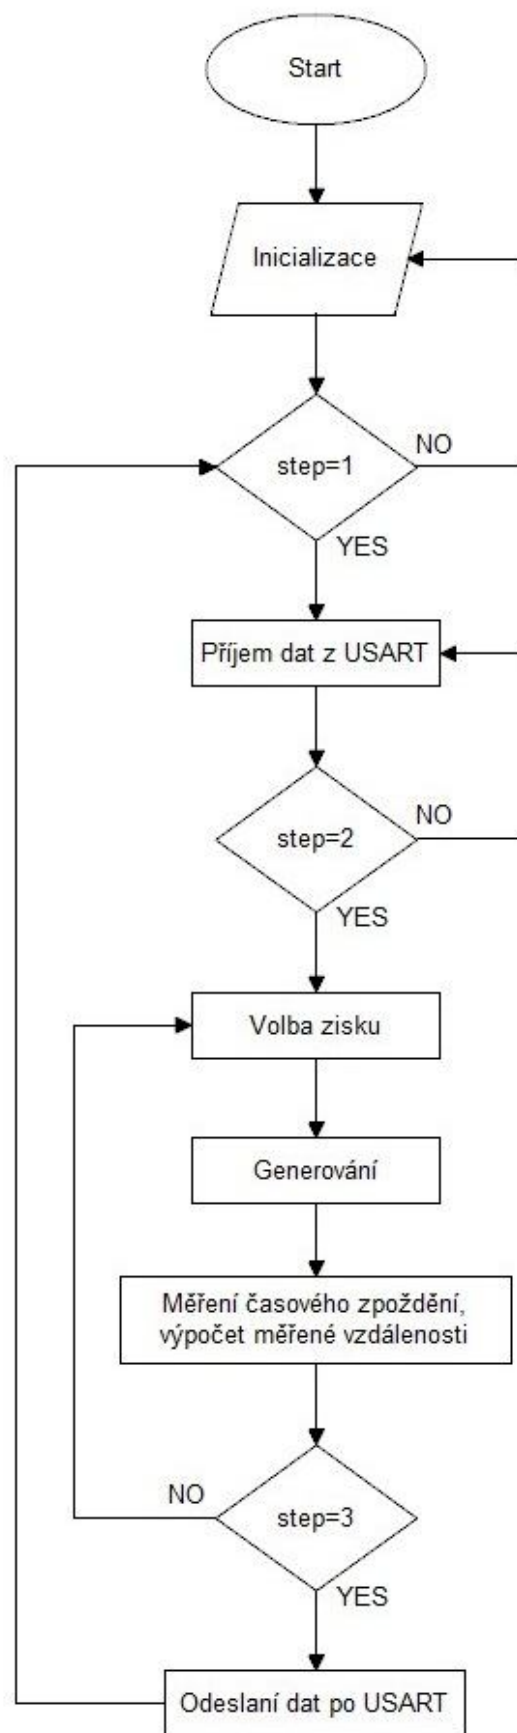 Start
Inicializace
step=1
NO
YES
Příjem dat z USART
step=2
NO
YES
Volba zisku
Generování
Měření časového zpoždění,
výpočet měřené vzdálenosti
NO
step=3
YES
Odeslaní dat po USART